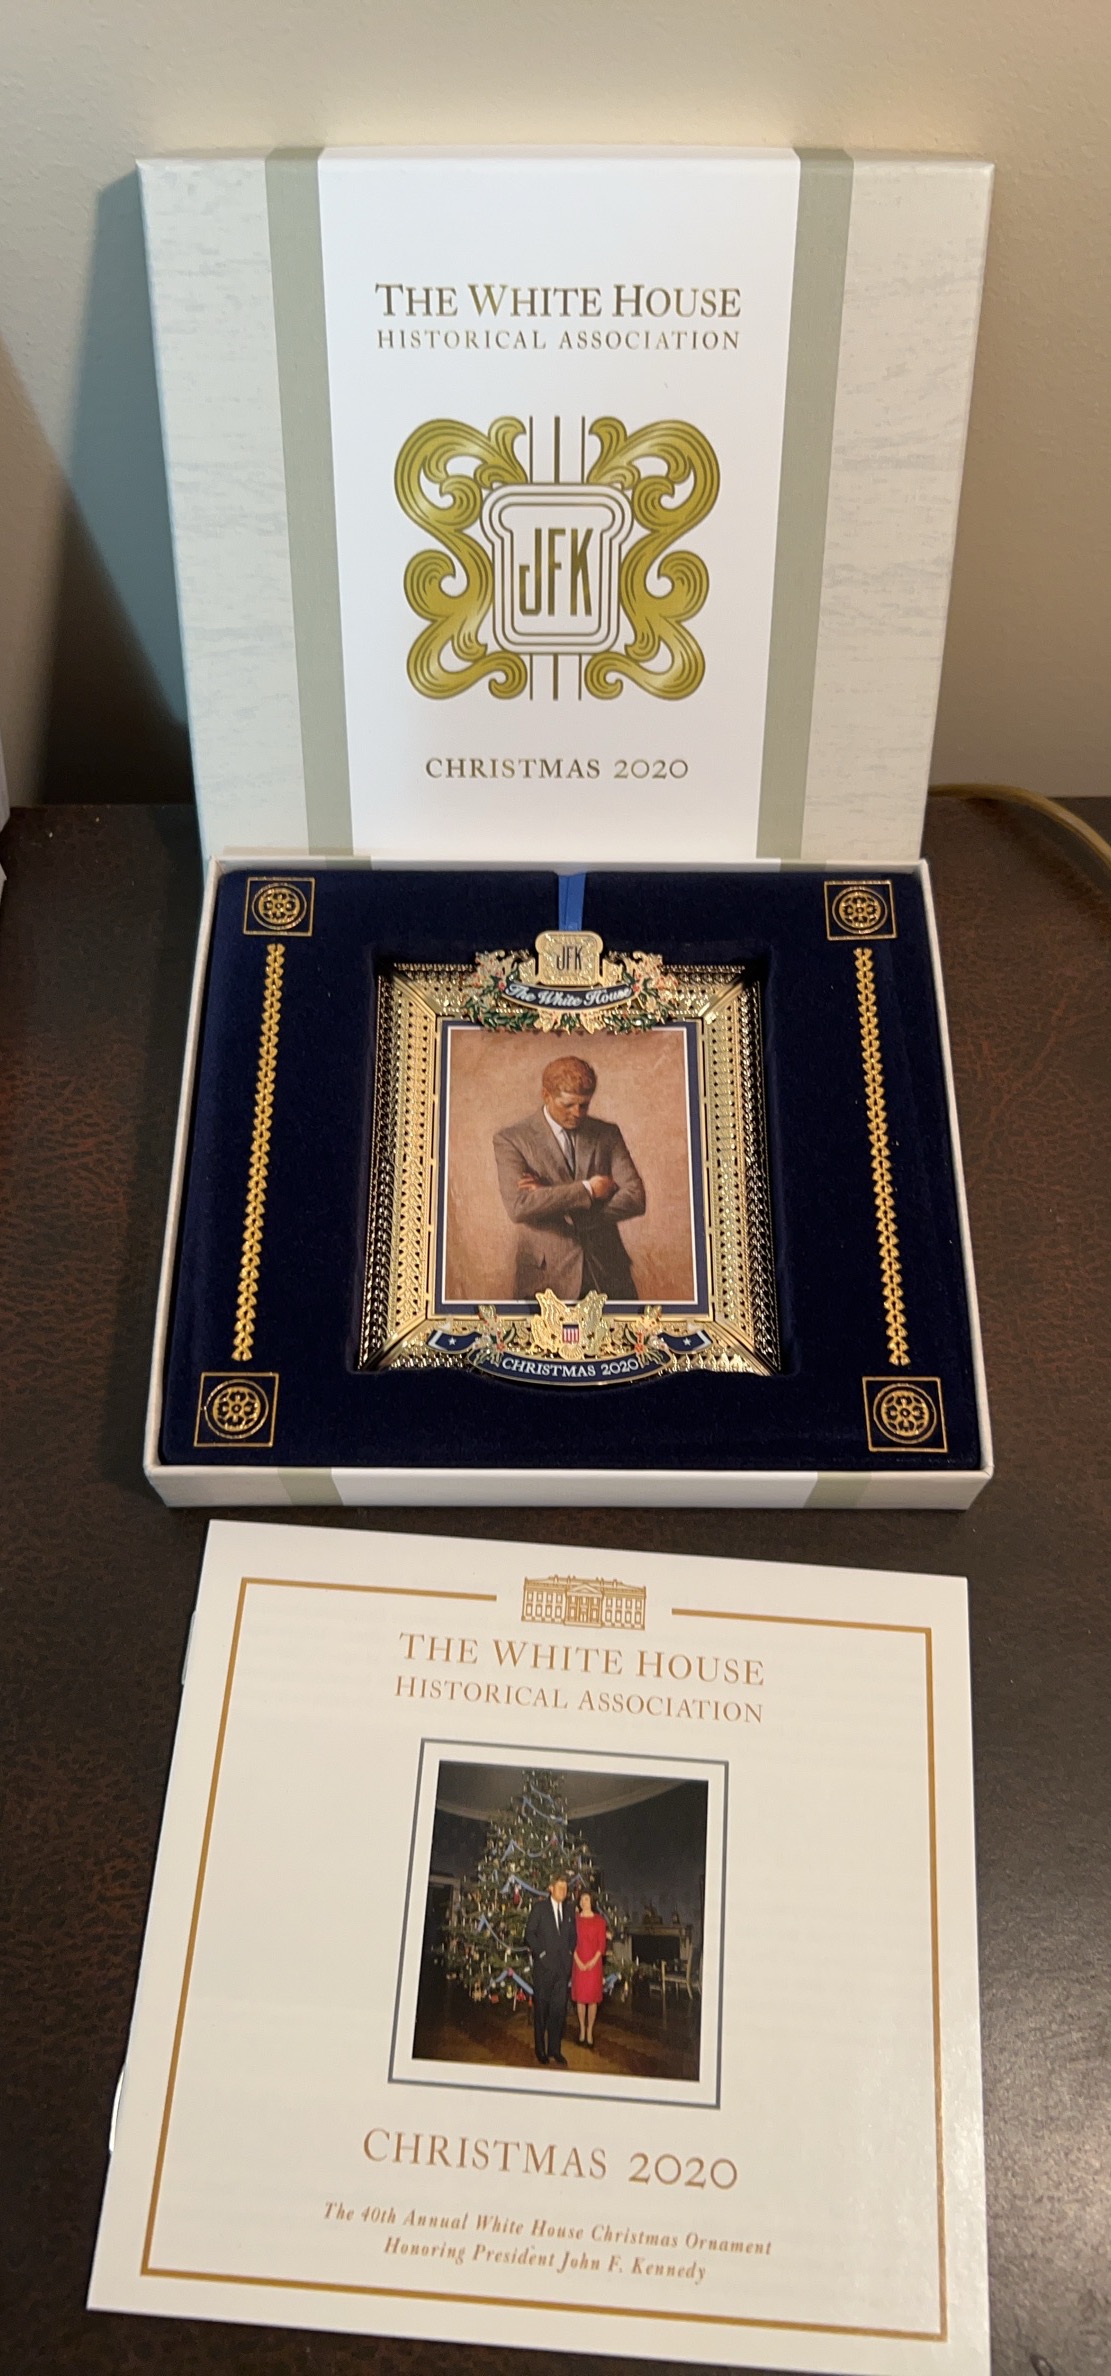 THE WHITE HOUSE
HISTORICAL ASSOCIATION
JFK
CHRISTMAS 2020
JFK
The White House
CHRISTMAS 2020
THE WHITE HOUSE
HISTORICAL ASSOCIATION
CHRISTMAS 2020
The 40th Annual White House Christmas Ornament
Honoring President John F. Kennedy